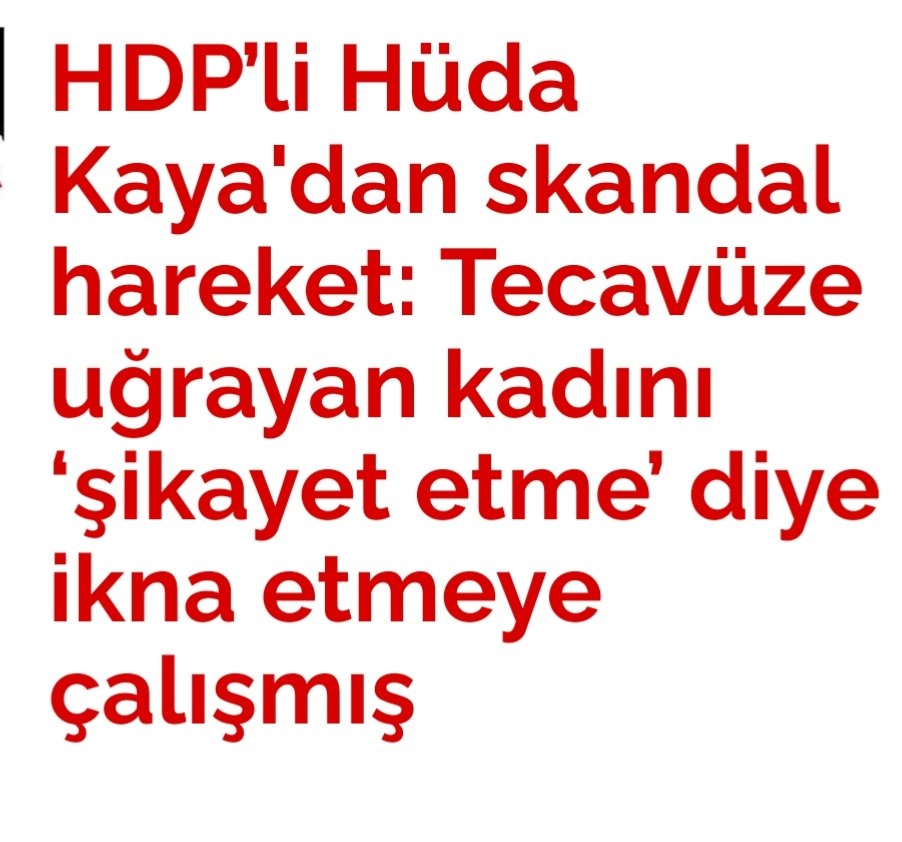 HDP’li Hüda
Kaya'dan skandal
hareket: Tecavüze
uğrayan kadını
‘şikayet etme’ diye
ikna etmeye
çalışmış